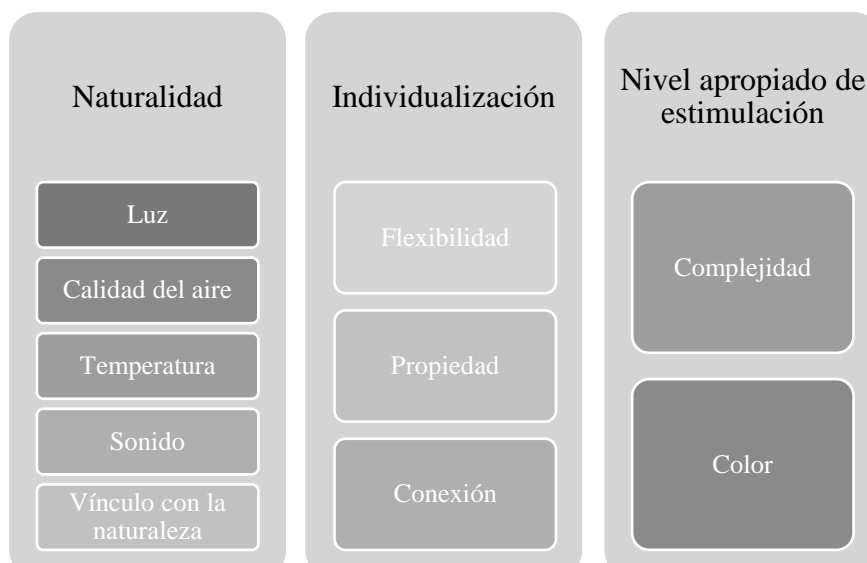 Naturalidad
Luz
Calidad del aire
Temperatura
Sonido
Vínculo con la
naturaleza
Individualización
Flexibilidad
Propiedad
Conexión
Nivel apropiado de
estimulación
Complejidad
Color